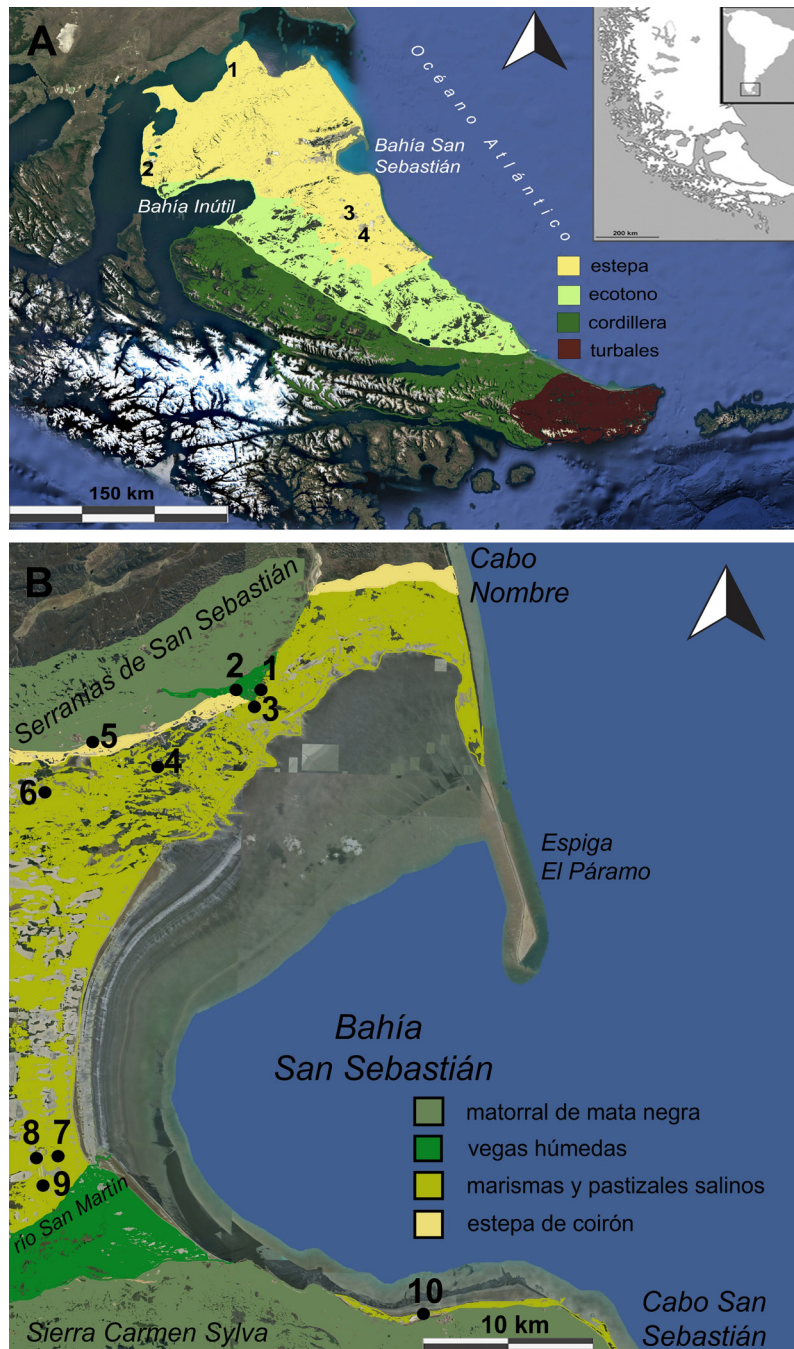 A
1
2
3
4
Océano Atlántico
Bahía San
Sebastián
Bahía Inútil
200 km
estepa
ecotono
cordillera
turbales
150 km
B
Cabo
Nombre
Serranías de San Sebastián
2
1
3
5
4
6
Espiga
El Páramo
Bahía
San Sebastián
matorral de mata negra
vegas húmedas
marismas y pastizales salinos
estepa de coirón
8
7
9
río San Martín
10
Cabo San
Sebastián
Sierra Carmen Sylva
10 km